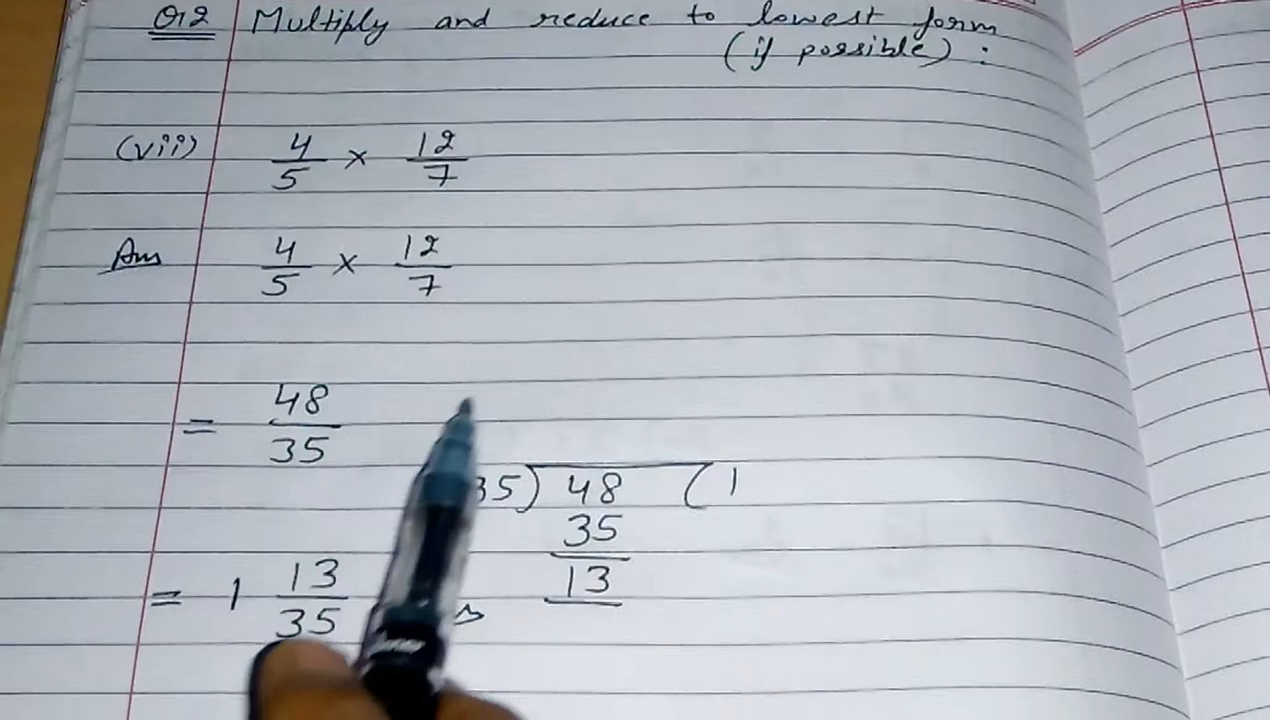 Q.2 Multiply and reduce to lowest form
(if possible) :
(vii) 4/5 × 12/7
Ans 4/5 × 12/7
= 48/35
35) 48 (1
35
13
= 1 13/35